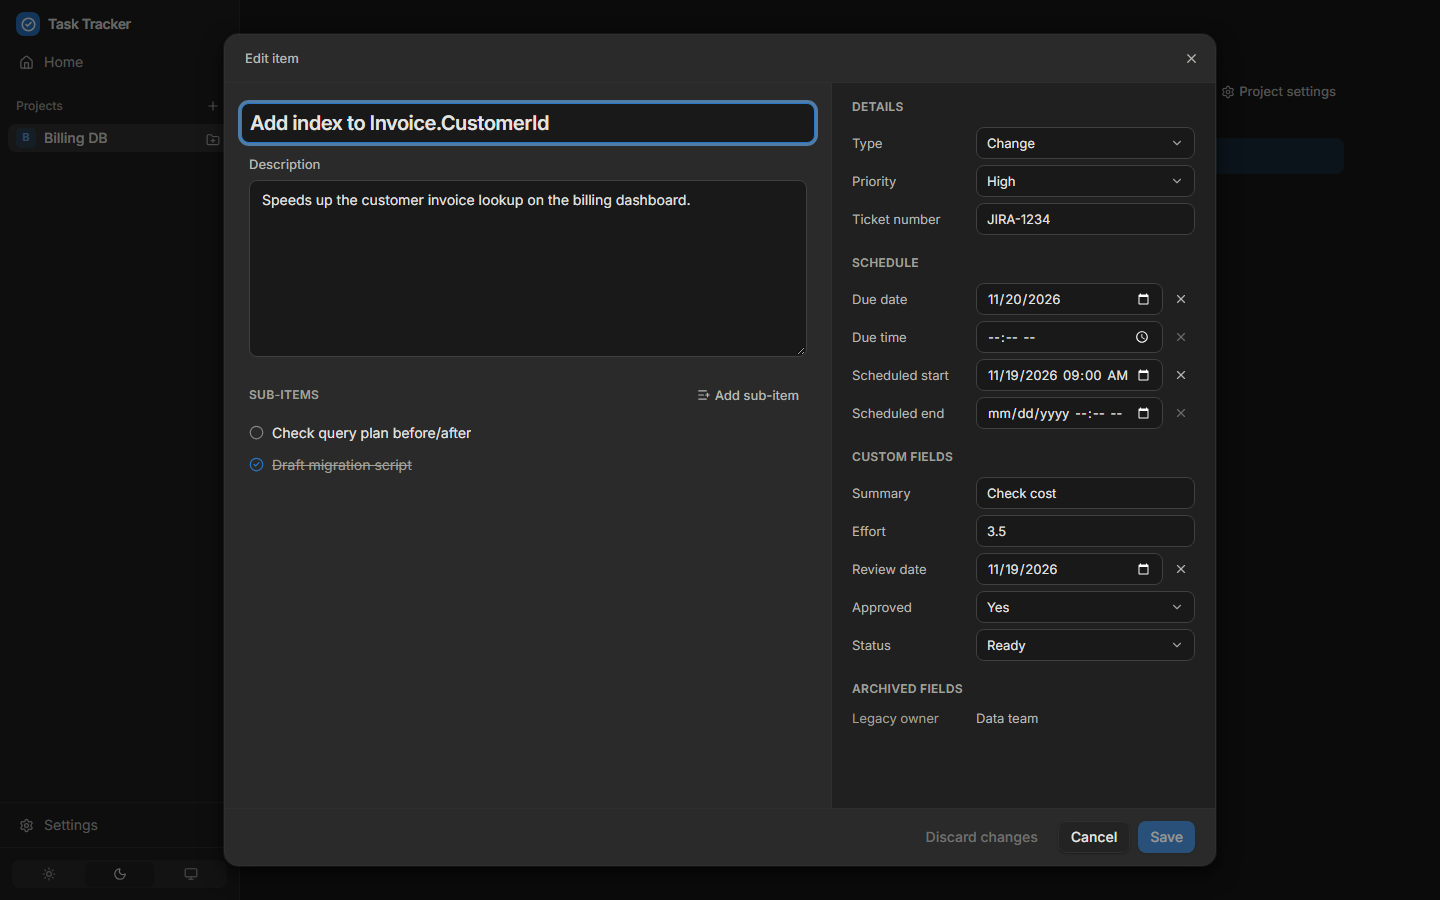 Task Tracker
Home
Projects
B Billing DB
Settings
Project settings
Edit item
Add index to Invoice.CustomerId
Description
Speeds up the customer invoice lookup on the billing dashboard.
SUB-ITEMS
Add sub-item
Check query plan before/after
Draft migration script
DETAILS
Type Change
Priority High
Ticket number JIRA-1234
SCHEDULE
Due date 11/20/2026
Due time --:-- --
Scheduled start 11/19/2026 09:00 AM
Scheduled end mm/dd/yyyy --:-- --
CUSTOM FIELDS
Summary Check cost
Effort 3.5
Review date 11/19/2026
Approved Yes
Status Ready
ARCHIVED FIELDS
Legacy owner Data team
Discard changes Cancel Save